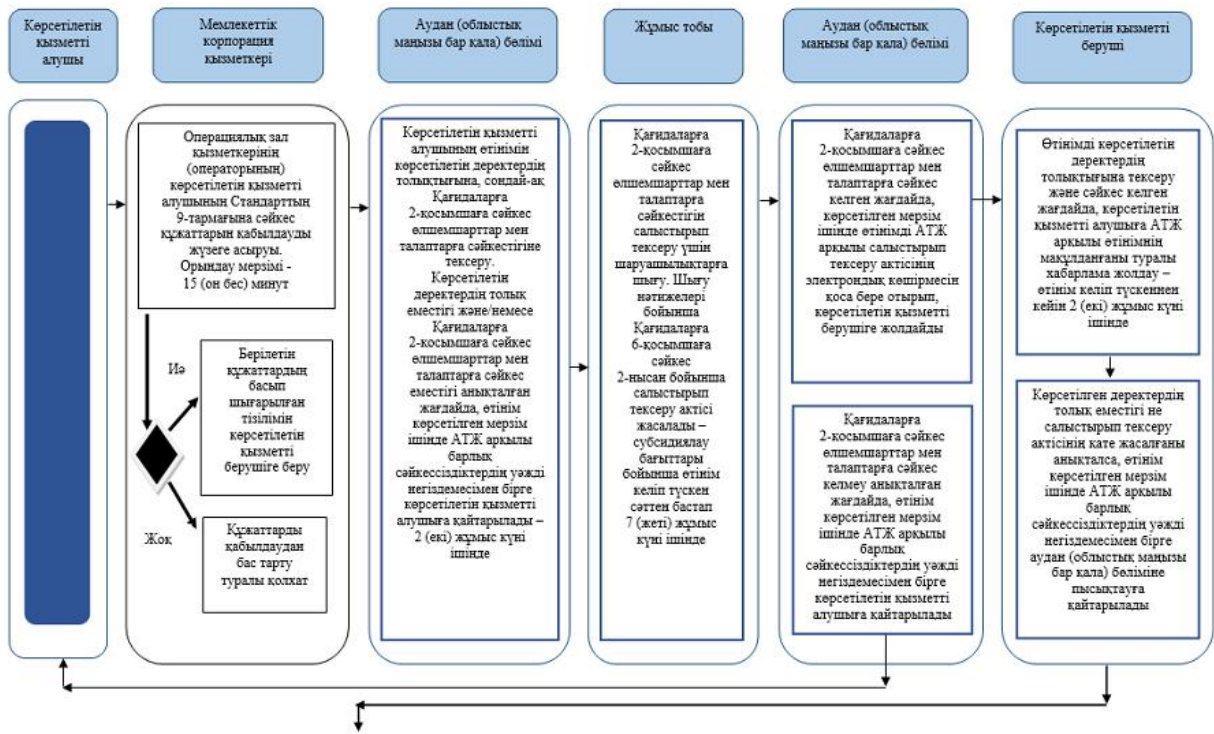 Көрсетілетін
қызметті
алушы
Мемлекеттік
корпорация
қызметкері
Аудан (облыстық
маңызы бар қала) бөлімі
Жұмыс тобы
Аудан (облыстық
маңызы бар қала) бөлімі
Көрсетілетін қызметті
беруші
Операциялық зал
қызметкерінің
(операторының)
көрсетілетін қызметті
алушының Стандарттың
9-тармағына сәйкес
құжаттарын қабылдауды
жүзеге асыруы.
Орындау мерзімі -
15 (он бес) минут
Иә
Берілетін
құжаттардың
басып
шығарылған
тізілімін
көрсетілетін
қызметті
берушіге беру
Жоқ
Құжаттарды
қабылдаудан
бас тарту
туралы қолхат
Көрсетілетін қызметті
алушының өтінімін
көрсетілетін деректердің
толықтығына, сондай-ақ
Қағидаларға
2-қосымшаға сәйкес
өлшемшарттар мен
талаптарға сәйкестігіне
тексеру.
Көрсетілетін
деректердің толық
еместігі және/немесе
Қағидаларға
2-қосымшаға сәйкес
өлшемшарттар мен
талаптарға сәйкес
еместігі анықталған
жағдайда, өтінім
көрсетілген мерзім
ішінде АТЖ арқылы
барлық
сәйкессіздіктердің уәжді
негіздемесімен бірге
көрсетілетін қызметті
алушыға қайтарылады –
2 (екі) жұмыс күні
ішінде
Қағидаларға
2-қосымшаға
сәйкес
өлшемшарттар мен
талаптарға
сәйкестігін
салыстырып
тексеру үшін
шаруашылықтарға
шығу. Шығу
нәтижелері
бойынша
Қағидаларға
6-қосымшаға
сәйкес
2-нысан бойынша
салыстырып
тексеру актісі
жасалады –
субсидиялау
бағыттары
бойынша өтінім
келіп түскен
сәттен бастап
7 (жеті) жұмыс
күні ішінде
Қағидаларға
2-қосымшаға сәйкес
өлшемшарттар мен
талаптарға сәйкес
келген жағдайда,
көрсетілген мерзім
ішінде өтінімді АТЖ
арқылы салыстырып
тексеру актісінің
электрондық көшірмесін
қоса бере отырып,
көрсетілетін қызметті
берушіге жолдайды
Қағидаларға
2-қосымшаға сәйкес
өлшемшарттар мен
талаптарға сәйкес
келмеу анықталған
жағдайда, өтінім
көрсетілген мерзім
ішінде АТЖ арқылы
барлық
сәйкессіздіктердің уәжді
негіздемесімен бірге
көрсетілетін қызметті
алушыға қайтарылады
Өтінімді көрсетілетін
деректердің
толықтығына тексеру
және сәйкес келген
жағдайда, көрсетілетін
қызметті алушыға АТЖ
арқылы өтінімнің
мақұлданғаны туралы
хабарлама жолдау –
өтінім келіп түскеннен
кейін 2 (екі) жұмыс күні
ішінде
Көрсетілген деректердің
толық еместігі не
салыстырып тексеру
актісінің қате жасалғаны
анықталса, өтінім
көрсетілген мерзім
ішінде АТЖ арқылы
барлық
сәйкессіздіктердің уәжді
негіздемесімен бірге
аудан (облыстық маңызы
бар қала) бөліміне
пысықтауға
қайтарылады